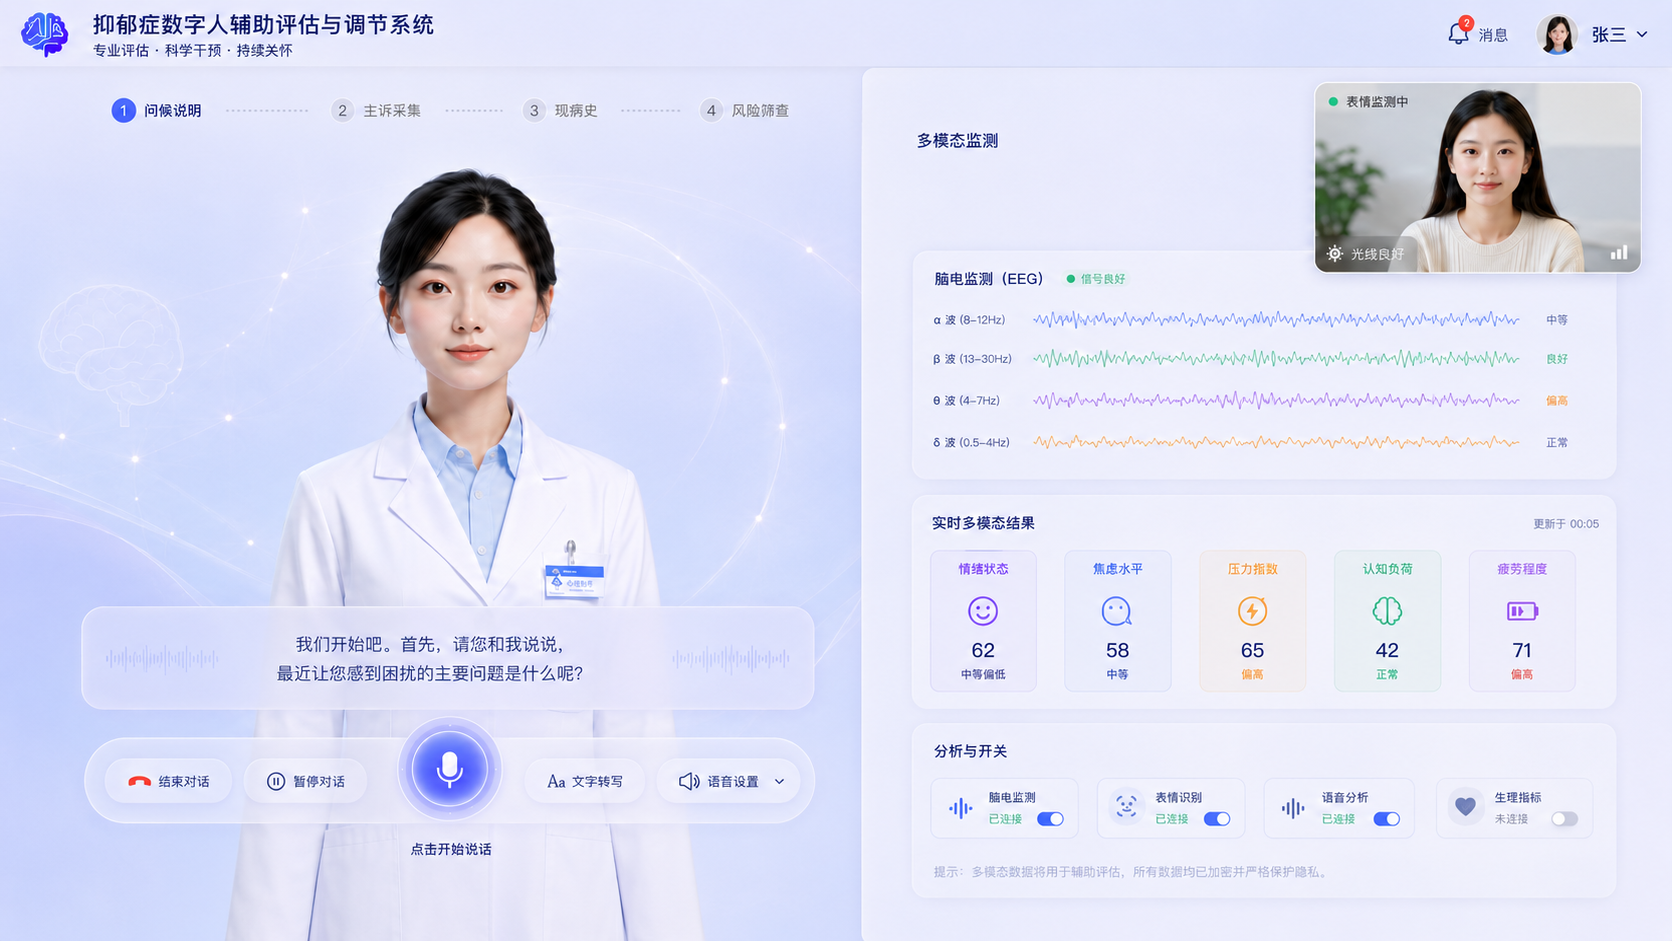 抑郁症数字人辅助评估与调节系统
专业评估 · 科学干预 · 持续关怀
2
消息
张三
1 问候说明
2 主诉采集
3 现病史
4 风险筛查
我们开始吧。首先，请您和我说说，
最近让您感到困扰的主要问题是什么呢？
结束对话
暂停对话
Aa 文字转写
语音设置
点击开始说话
多模态监测
表情监测中
光线良好
脑电监测（EEG） 信号良好
α 波 (8–12Hz) 中等
β 波 (13–30Hz) 良好
θ 波 (4–7Hz) 偏高
δ 波 (0.5–4Hz) 正常
实时多模态结果 更新于 00:05
情绪状态 焦虑水平 压力指数 认知负荷 疲劳程度
62 58 65 42 71
中等偏低 中等 偏高 正常 偏高
分析与开关
脑电监测 表情识别 语音分析 生理指标
已连接 已连接 已连接 未连接
提示：多模态数据将用于辅助评估，所有数据均已加密并严格保护隐私。